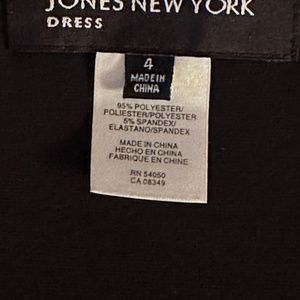 JONES NEW YORK
DRESS
4
MADE IN
CHINA
95% POLYESTER/
POLIESTER/POLYESTER
5% SPANDEX/
ELASTANO/SPANDEX
MADE IN CHINA
HECHO EN CHINA
FABRIQUE EN CHINE
RN 54050
CA 08349